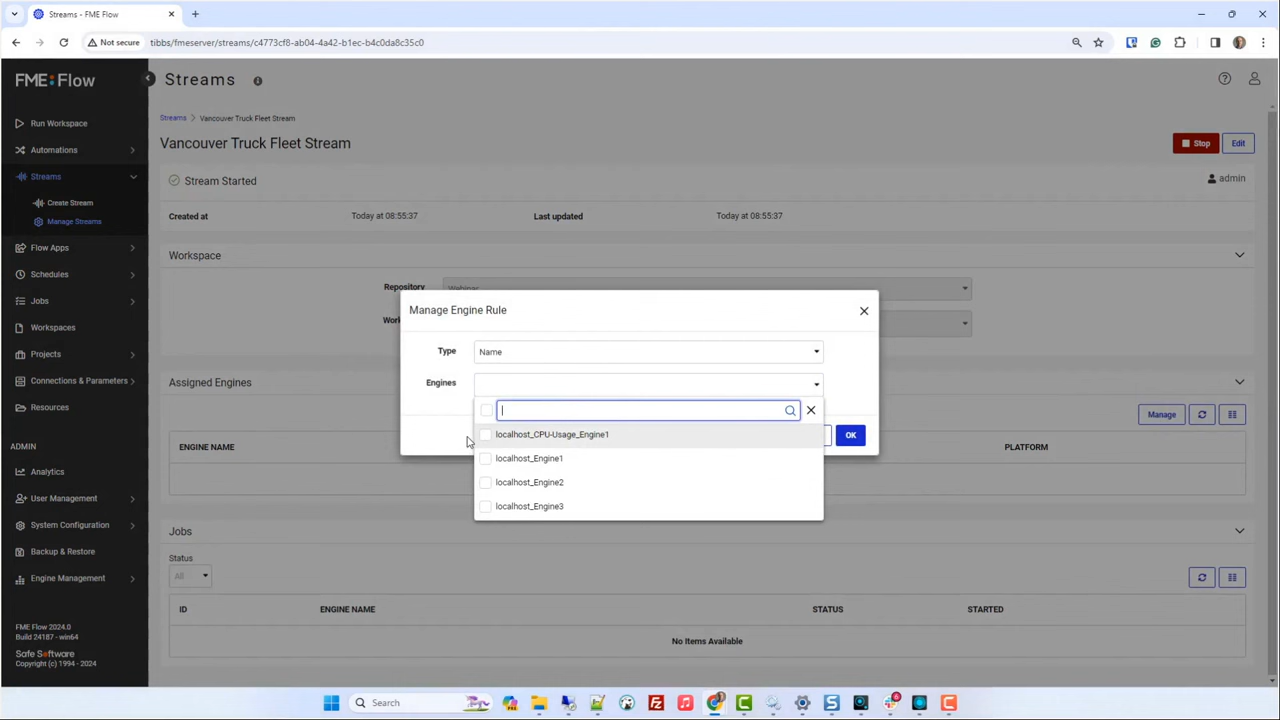 Streams - FME Flow
Not secure
tibbs/fmeserver/streams/c4773cf8-ab04-4a42-b1ec-b4c0da8c35c0
FME Flow
Streams
Run Workspace
Automations
Streams
Create Stream
Manage Streams
Flow Apps
Schedules
Jobs
Workspaces
Projects
Connections & Parameters
Resources
ADMIN
Analytics
User Management
System Configuration
Backup & Restore
Engine Management
FME Flow 2024.0
Build 24187 - win64
Safe Software
Copyright (c) 1994 - 2024
Streams > Vancouver Truck Fleet Stream
Vancouver Truck Fleet Stream
Stop
Edit
Stream Started
admin
Created at Today at 08:55:37 Last updated Today at 08:55:37
Workspace
Repository Webinar
Manage Engine Rule
Type Name
Engines
localhost_CPU-Usage_Engine1
localhost_Engine1
localhost_Engine2
localhost_Engine3
OK
Assigned Engines
Manage
ENGINE NAME PLATFORM
Jobs
Status
All
ID ENGINE NAME STATUS STARTED
No Items Available
Search
6